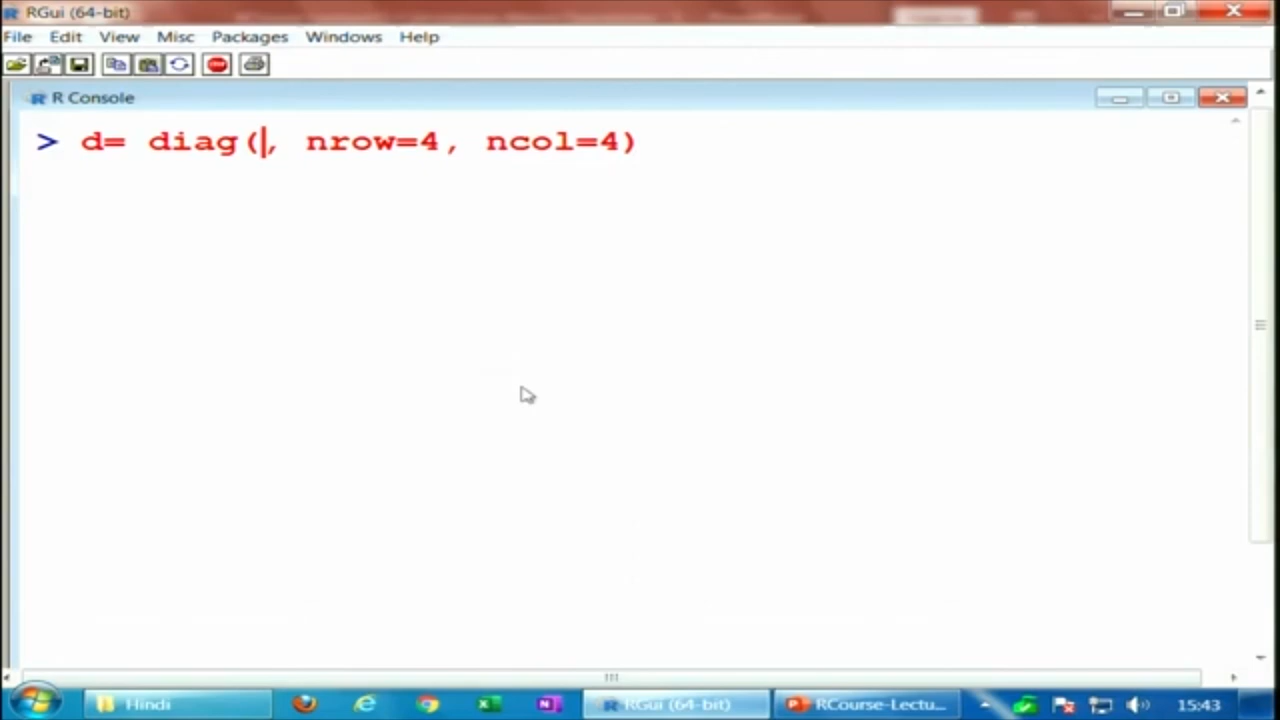 RGui (64-bit)
File Edit View Misc Packages Windows Help
R Console
> d= diag(, nrow=4, ncol=4)
Hindi
RGui (64-bit)
RCourse-Lectu...
15:43